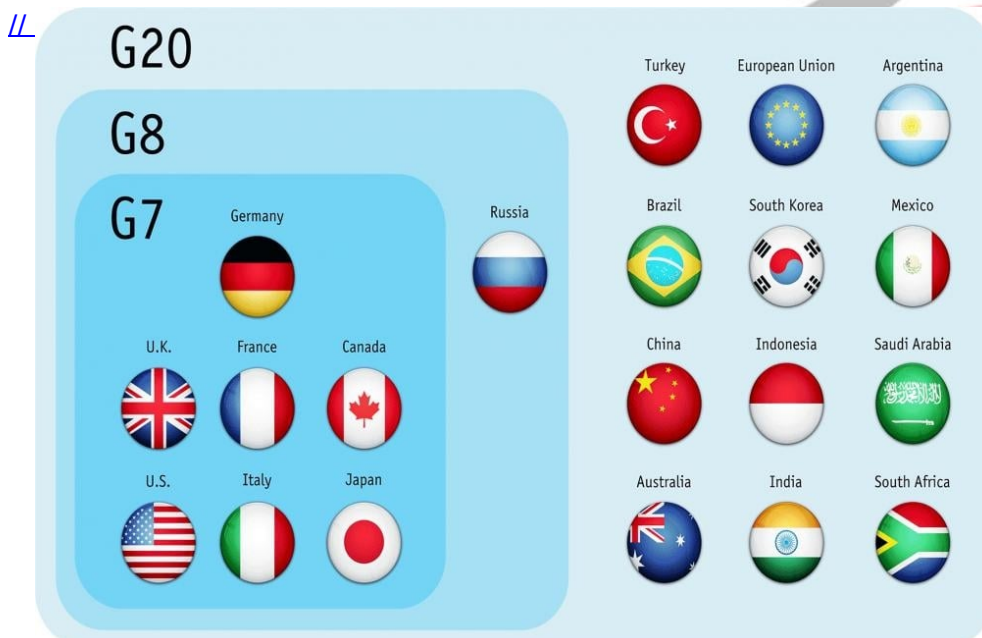 //
G20
G8
G7
Germany
U.K.
France
Canada
U.S.
Italy
Japan
Russia
Turkey
European Union
Argentina
Brazil
South Korea
Mexico
China
Indonesia
Saudi Arabia
Australia
India
South Africa